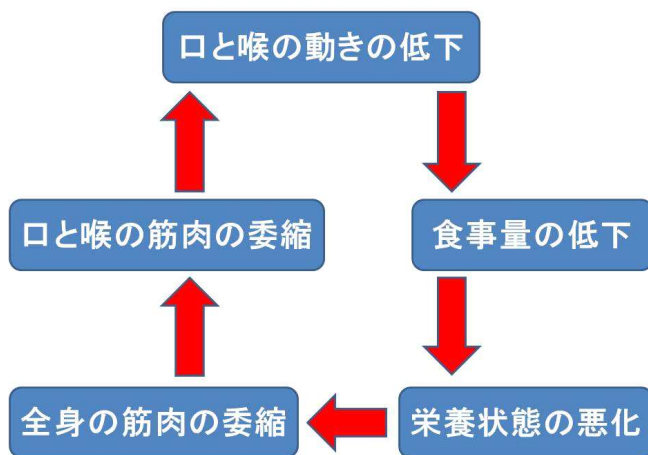 口と喉の動きの低下
口と喉の筋肉の委縮
食事量の低下
全身の筋肉の委縮
栄養状態の悪化